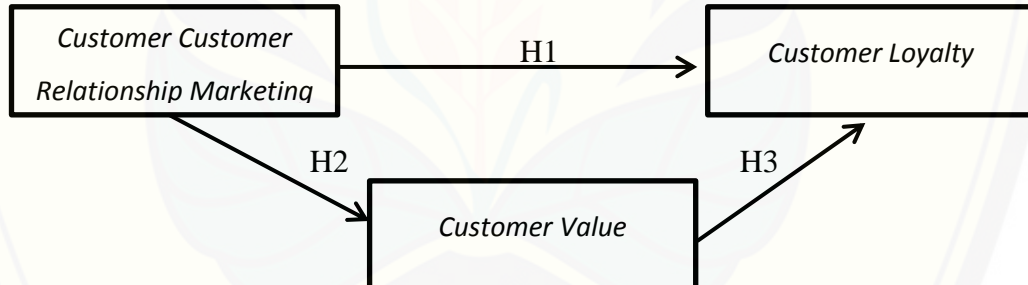 Customer Customer
Relationship Marketing
H1
Customer Loyalty
H2
H3
Customer Value